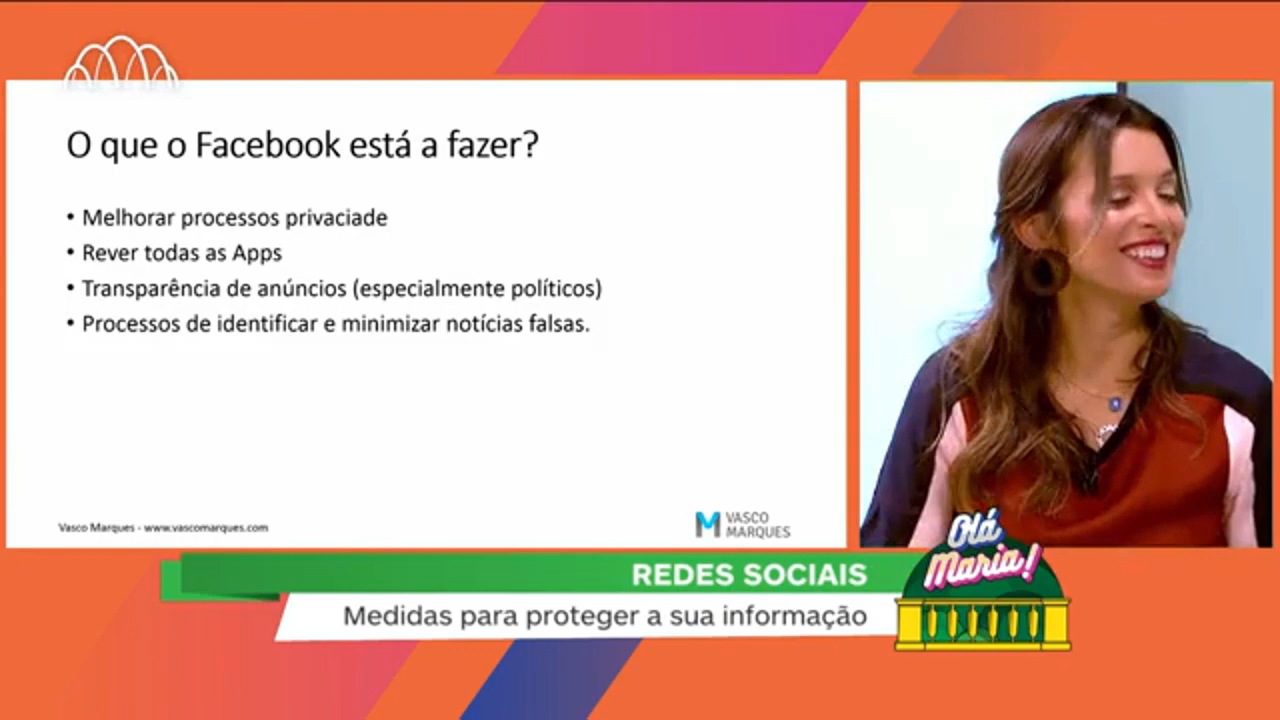 O que o Facebook está a fazer?
• Melhorar processos privaciade
• Rever todas as Apps
• Transparência de anúncios (especialmente políticos)
• Processos de identificar e minimizar notícias falsas.
Vasco Marques - www.vascomarques.com
VASCO
MARQUES
Olá
Maria!
REDES SOCIAIS
Medidas para proteger a sua informação